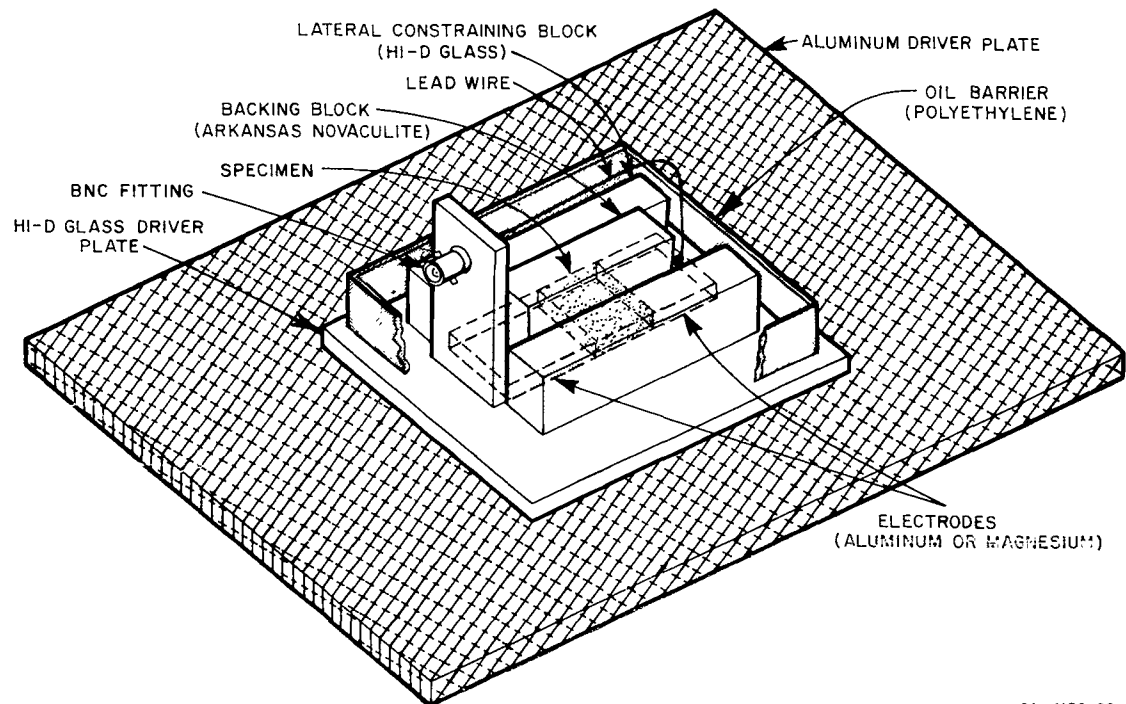 LATERAL CONSTRAINING BLOCK
(HI-D GLASS)
LEAD WIRE
BACKING BLOCK
(ARKANSAS NOVACULITE)
SPECIMEN
BNC FITTING
HI-D GLASS DRIVER
PLATE
ALUMINUM DRIVER PLATE
OIL BARRIER
(POLYETHYLENE)
ELECTRODES
(ALUMINUM OR MAGNESIUM)